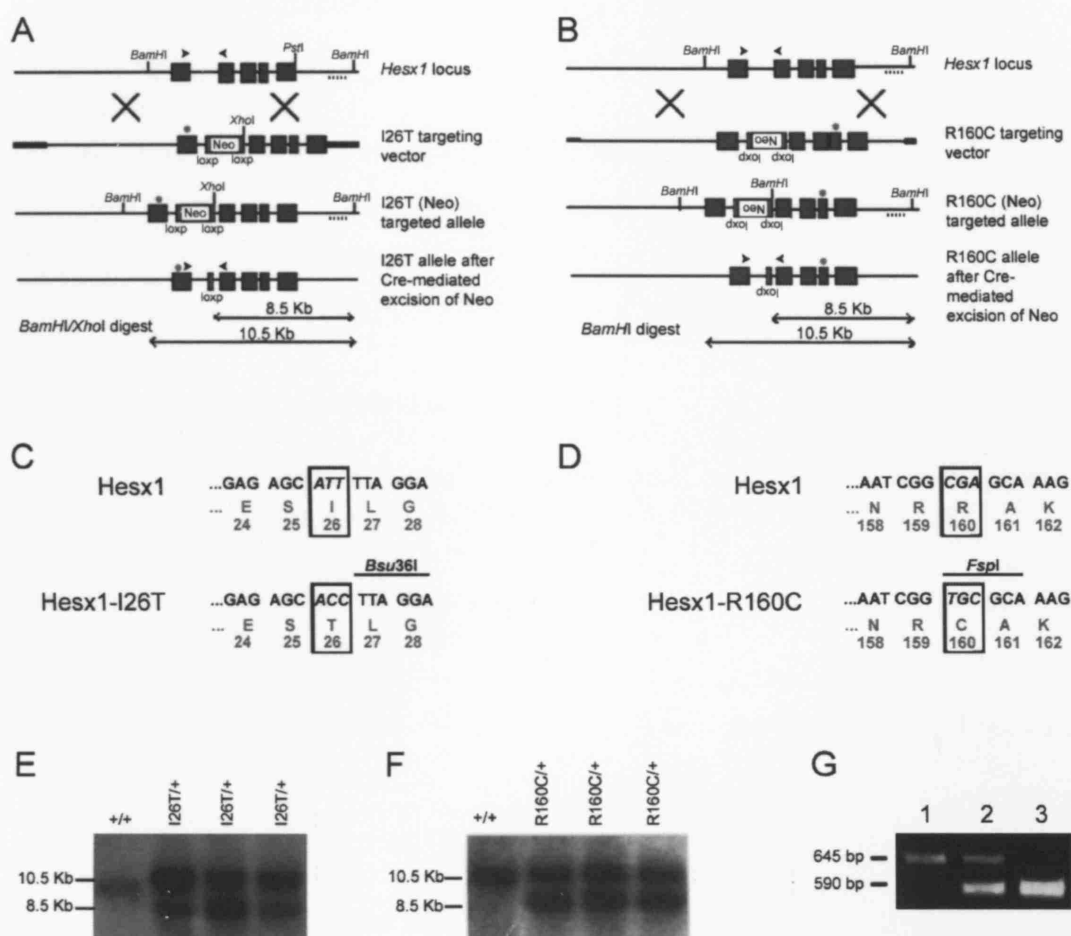 A
BamHI
PstI
BamHI
Hesx1 locus
XhoI
Neo
loxp
loxp
I26T targeting
vector
BamHI
XhoI
BamHI
Neo
loxp
loxp
I26T (Neo)
targeted allele
loxp
I26T allele after
Cre-mediated
excision of Neo
8.5 Kb
BamHI/XhoI digest
10.5 Kb
B
BamHI
BamHI
Hesx1 locus
Neo
loxp
loxp
R160C targeting
vector
BamHI
BamHI
BamHI
Neo
loxp
loxp
R160C (Neo)
targeted allele
loxp
R160C allele
after Cre-
mediated
excision of Neo
8.5 Kb
BamHI digest
10.5 Kb
C
Hesx1
...GAG AGC ATT TTA GGA
... E S I L G
24 25 26 27 28
Bsu36I
Hesx1-I26T
...GAG AGC ACC TTA GGA
... E S T L G
24 25 26 27 28
D
Hesx1
...AAT CGG CGA GCA AAG
... N R R A K
158 159 160 161 162
FspI
Hesx1-R160C
...AAT CGG TGC GCA AAG
... N R C A K
158 159 160 161 162
E
+/+
I26T/+
I26T/+
I26T/+
10.5 Kb
8.5 Kb
F
+/+
R160C/+
R160C/+
R160C/+
10.5 Kb
8.5 Kb
G
1 2 3
645 bp
590 bp